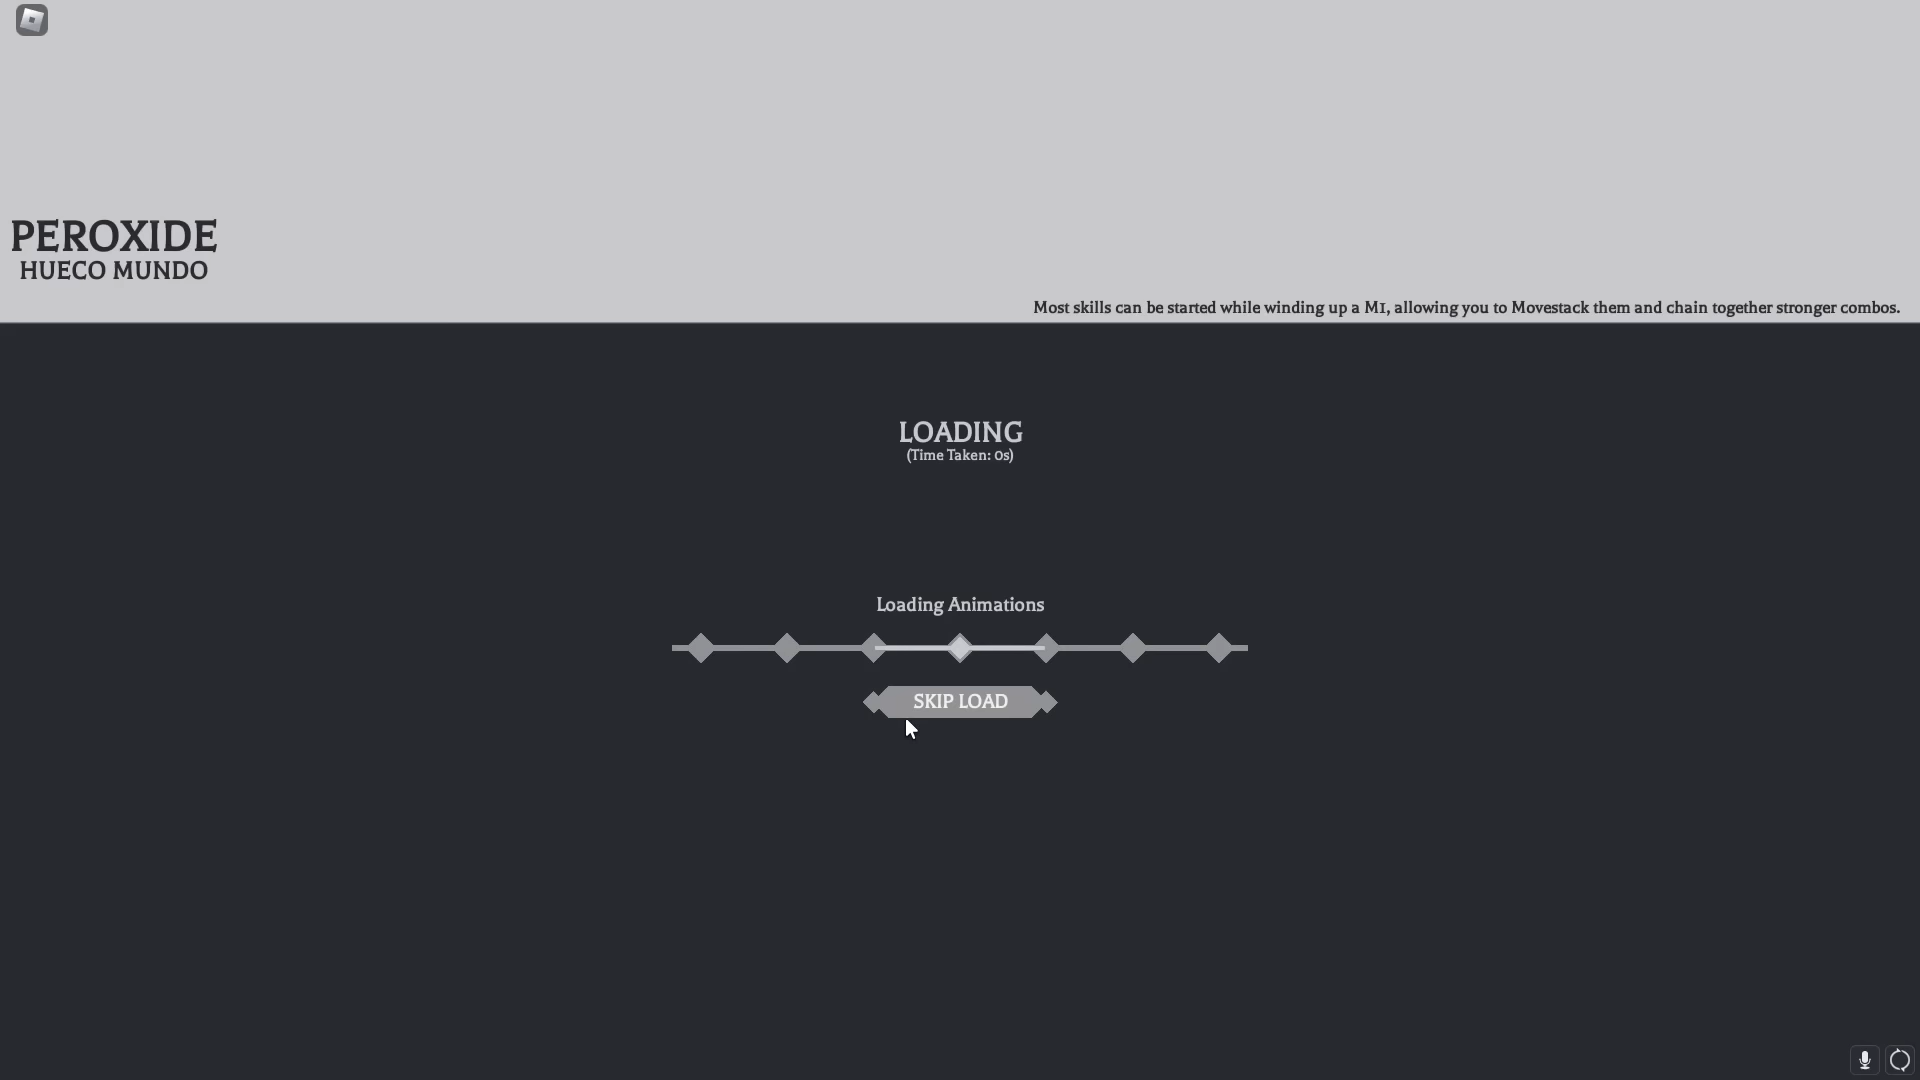 PEROXIDE
HUECO MUNDO
Most skills can be started while winding up a M1, allowing you to Movestack them and chain together stronger combos.
LOADING
(Time Taken: 0s)
Loading Animations
SKIP LOAD